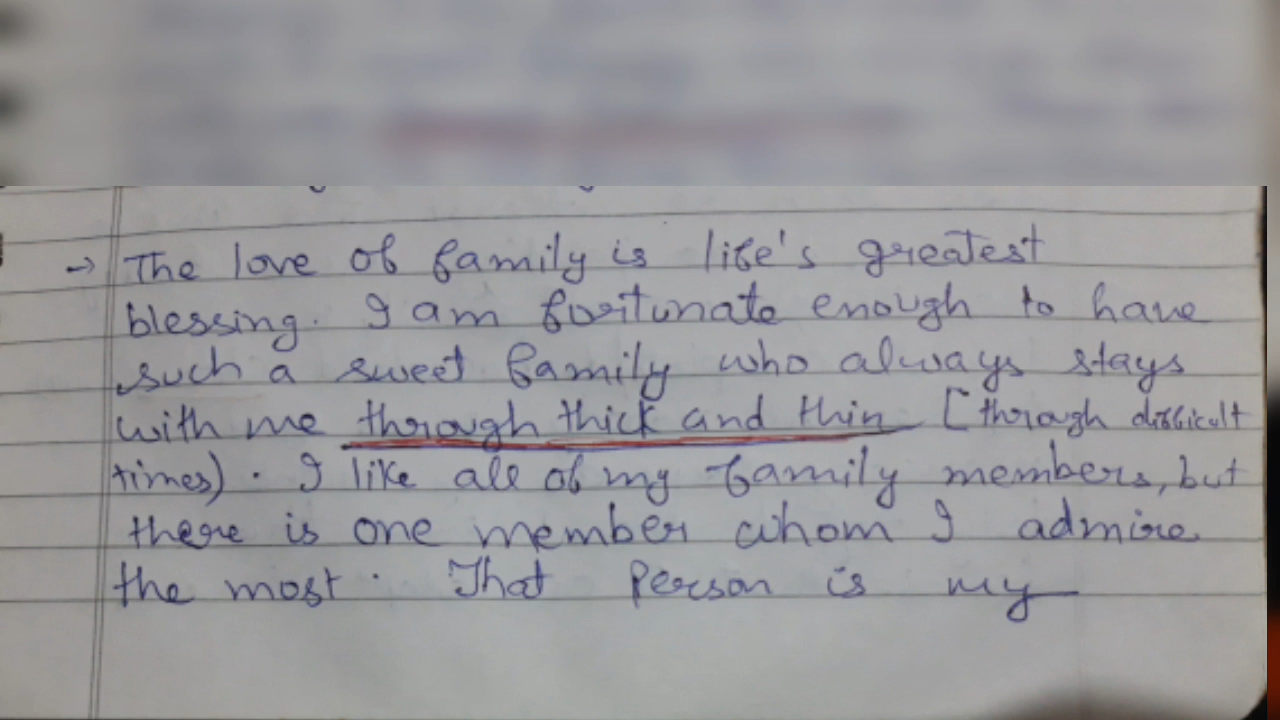 → The love of family is life's greatest
blessing. I am fortunate enough to have
such a sweet family who always stays
with me through thick and thin [through difficult
times). I like all of my family members, but
there is one member whom I admire
the most. That person is my